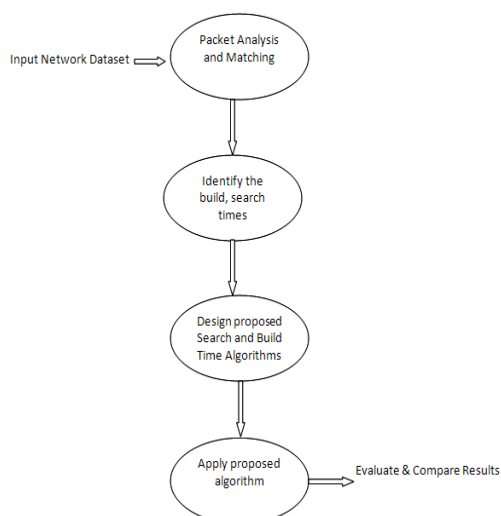 Packet Analysis
and Matching
Input Network Dataset
Identify the
build, search
times
Design proposed
Search and Build
Time Algorithms
Apply proposed
algorithm
Evaluate & Compare Results